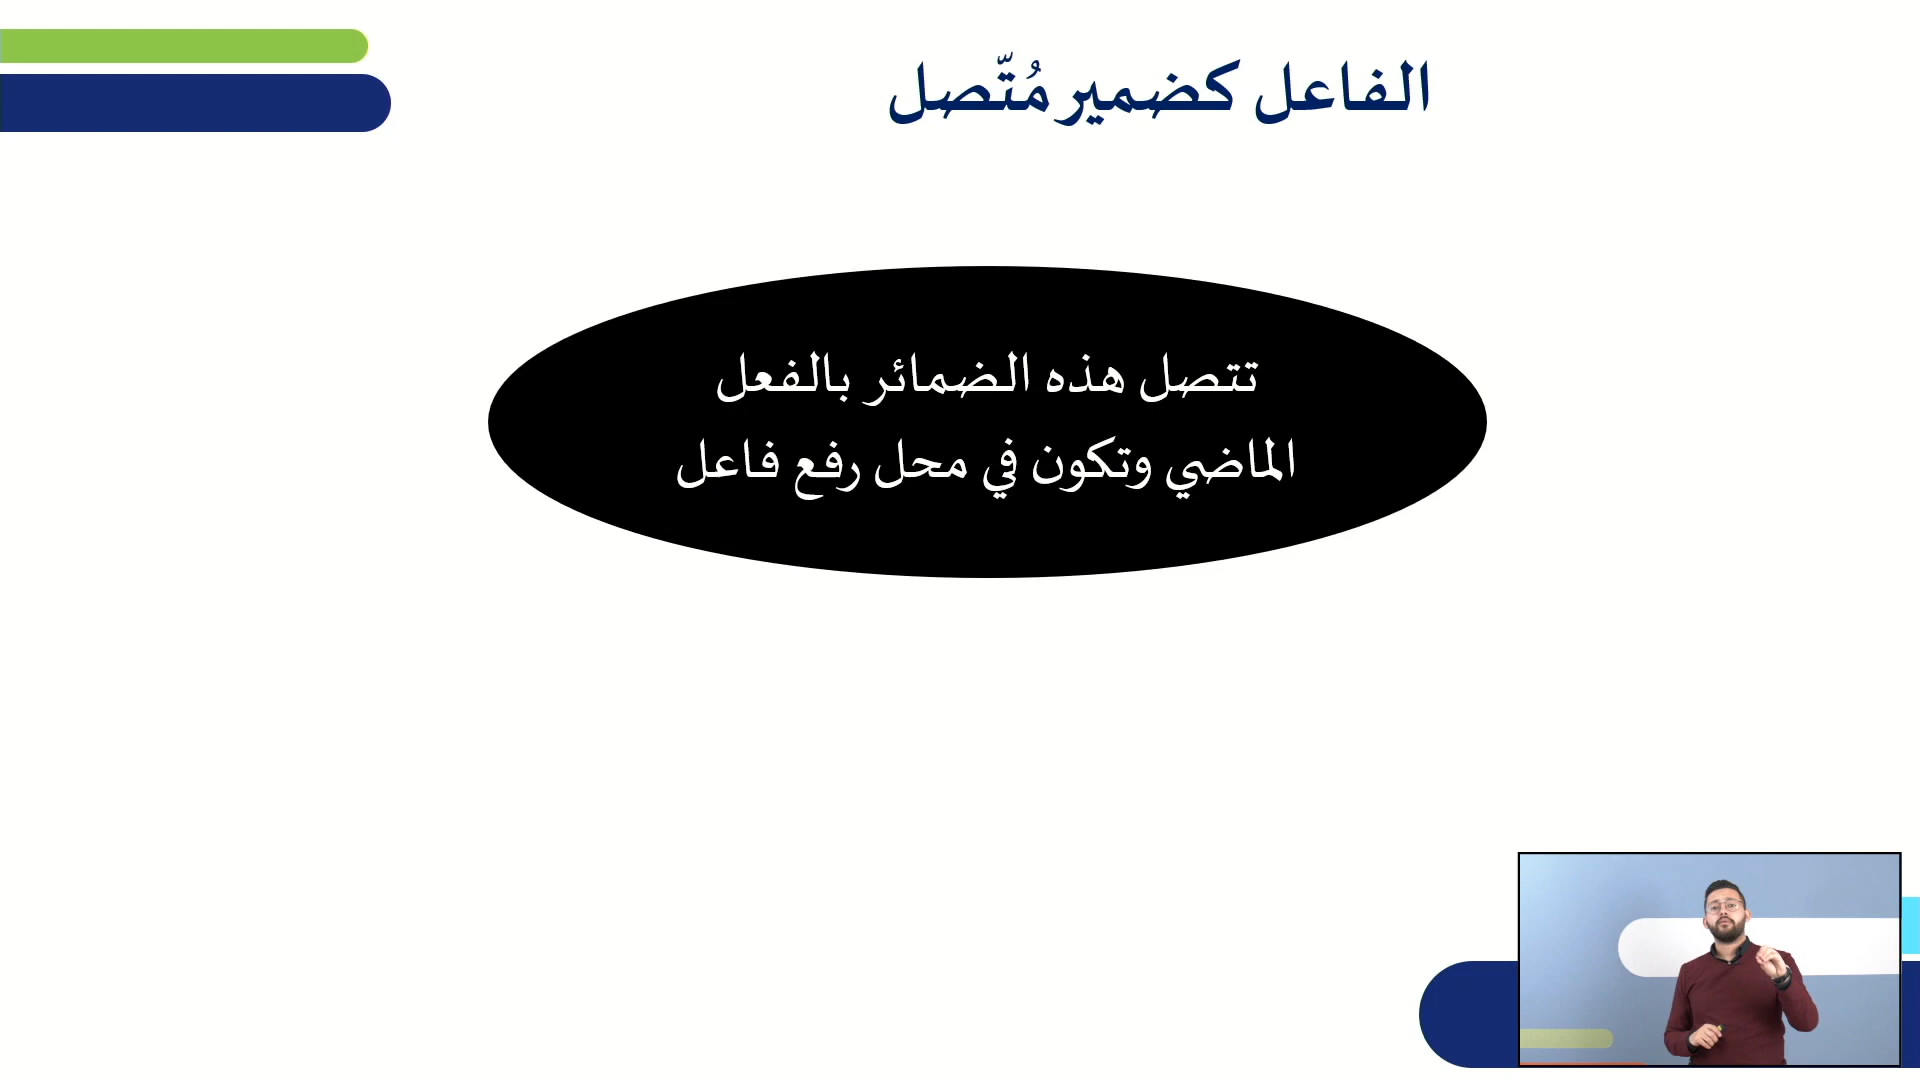 الفاعل كضمير مُتّصل
تتصل هذه الضمائر بالفعل
الماضي وتكون في محل رفع فاعل